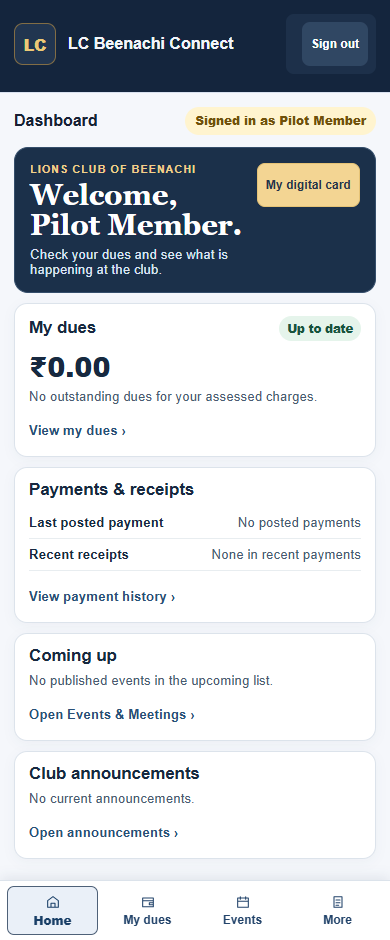 LC
LC Beenachi Connect
Sign out
Dashboard
Signed in as Pilot Member
LIONS CLUB OF BEENACHI
Welcome,
Pilot Member.
My digital card
Check your dues and see what is
happening at the club.
My dues
Up to date
₹0.00
No outstanding dues for your assessed charges.
View my dues ›
Payments & receipts
Last posted payment No posted payments
Recent receipts None in recent payments
View payment history ›
Coming up
No published events in the upcoming list.
Open Events & Meetings ›
Club announcements
No current announcements.
Open announcements ›
Home
My dues
Events
More